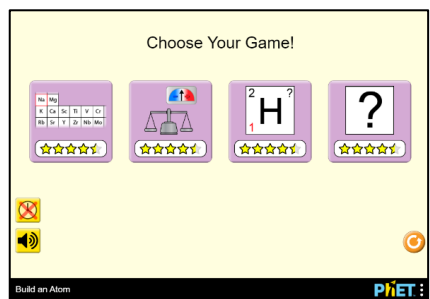 Choose Your Game!
Na Mg
K Ca Sc Ti V Cr
Rb Sr Y Zr Nb Mo
2 H ?
1
?
Build an Atom PhET